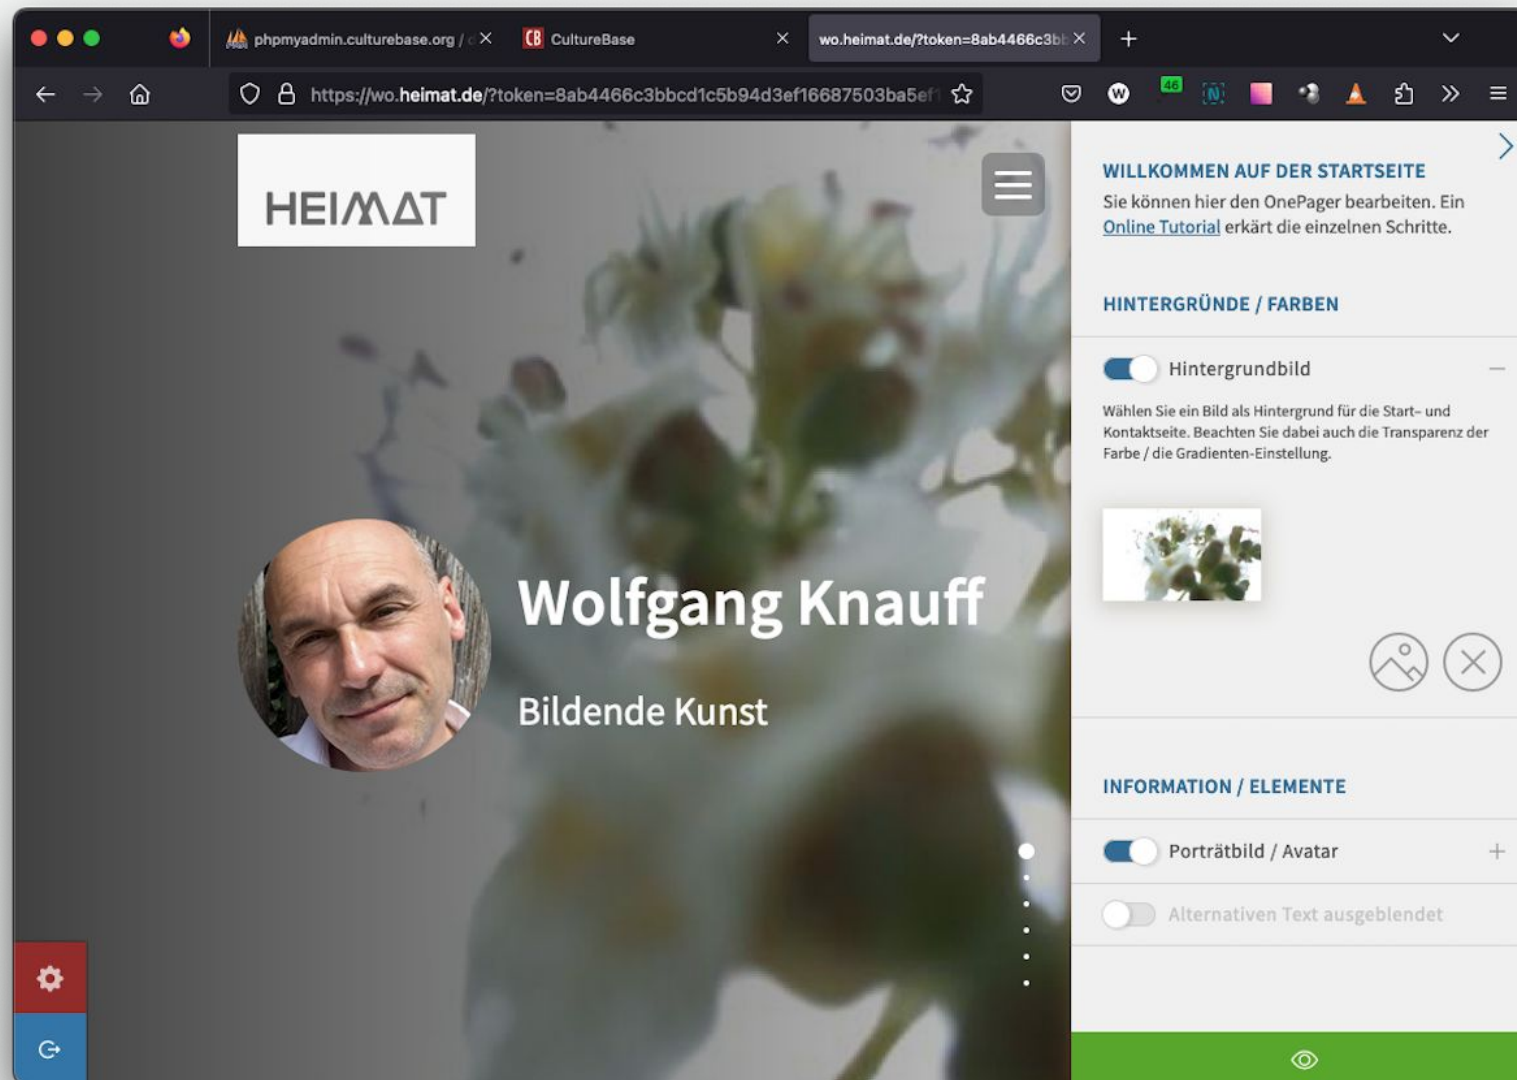 phpmyadmin.culturebase.org / d
CB CultureBase
wo.heimat.de/?token=8ab4466c3bb
https://wo.heimat.de/?token=8ab4466c3bbcd1c5b94d3ef16687503ba5ef1
W
46
N
HEIMAT
Wolfgang Knauff
Bildende Kunst
WILLKOMMEN AUF DER STARTSEITE
Sie können hier den OnePager bearbeiten. Ein
Online Tutorial erkärt die einzelnen Schritte.
HINTERGRÜNDE / FARBEN
Hintergrundbild
Wählen Sie ein Bild als Hintergrund für die Start- und
Kontaktseite. Beachten Sie dabei auch die Transparenz der
Farbe / die Gradienten-Einstellung.
INFORMATION / ELEMENTE
Porträtbild / Avatar
Alternativen Text ausgeblendet